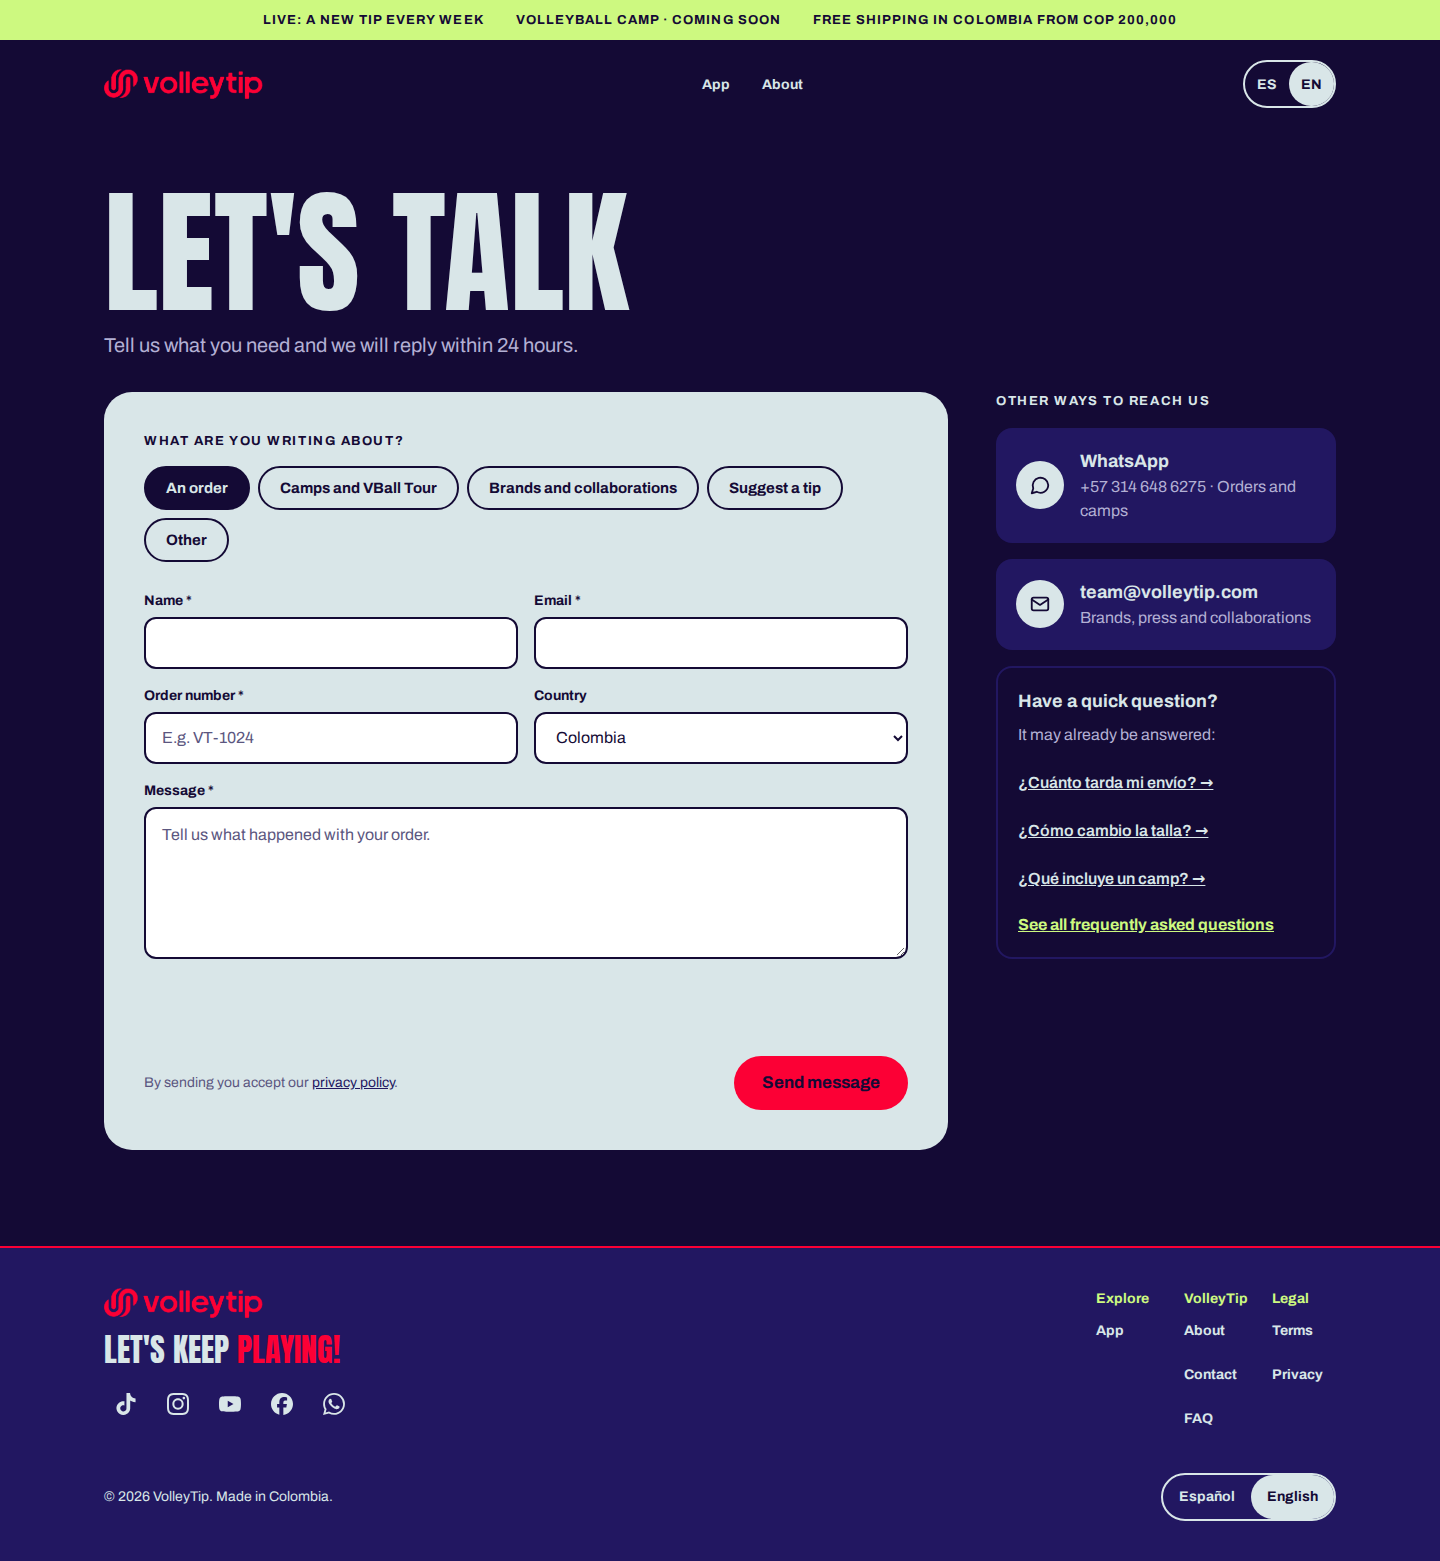 LIVE: A NEW TIP EVERY WEEK VOLLEYBALL CAMP · COMING SOON FREE SHIPPING IN COLOMBIA FROM COP 200,000
volleytip
App About
ES EN
LET'S TALK
Tell us what you need and we will reply within 24 hours.
WHAT ARE YOU WRITING ABOUT?
An order Camps and VBall Tour Brands and collaborations Suggest a tip
Other
Name * Email *
Order number * Country
E.g. VT-1024 Colombia
Message *
Tell us what happened with your order.
By sending you accept our privacy policy.
Send message
OTHER WAYS TO REACH US
WhatsApp
+57 314 648 6275 · Orders and
camps
team@volleytip.com
Brands, press and collaborations
Have a quick question?
It may already be answered:
¿Cuánto tarda mi envío? →
¿Cómo cambio la talla? →
¿Qué incluye un camp? →
See all frequently asked questions
volleytip
LET'S KEEP PLAYING!
Explore VolleyTip Legal
App About Terms
Contact Privacy
FAQ
© 2026 VolleyTip. Made in Colombia.
Español English